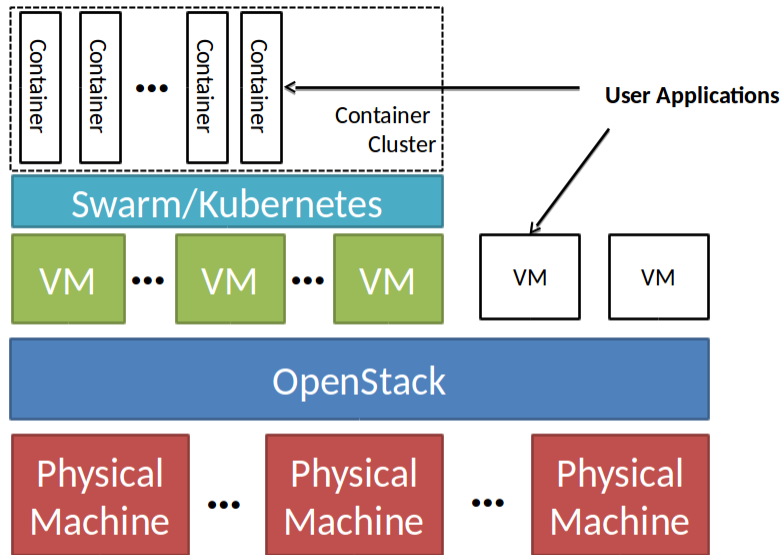 Container
Container
•••
Container
Container
User Applications
Container
Cluster
Swarm/Kubernetes
VM
•••
VM
•••
VM
VM
VM
OpenStack
Physical
Machine
•••
Physical
Machine
•••
Physical
Machine